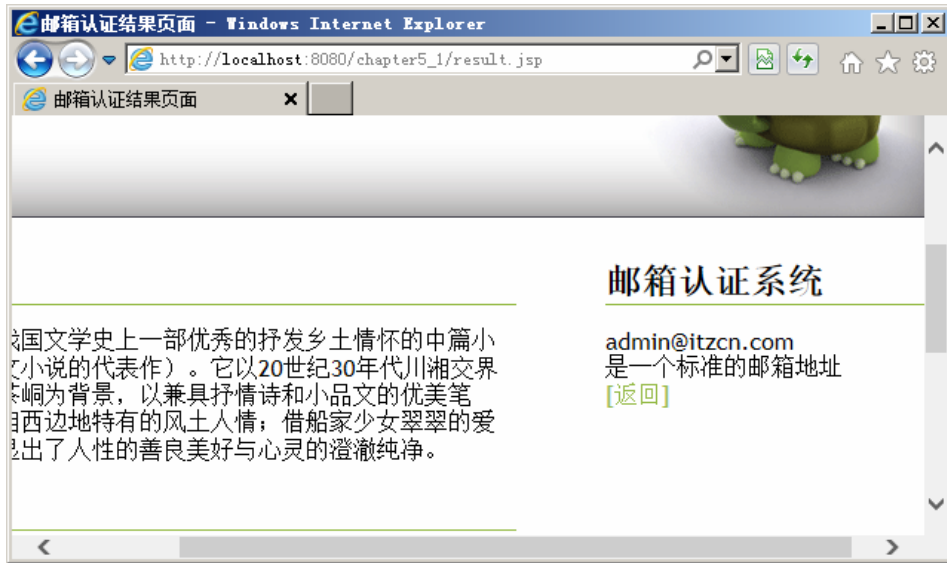 邮箱认证结果页面 - Windows Internet Explorer
http://localhost:8080/chapter5_1/result.jsp
邮箱认证结果页面
邮箱认证系统
国文学史上一部优秀的抒发乡土情怀的中篇小
小说的代表作）。它以20世纪30年代川湘交界
峒为背景，以兼具抒情诗和小品文的优美笔
西边地特有的风土人情；借船家少女翠翠的爱
出了人性的善良美好与心灵的澄澈纯净。
admin@itzcn.com
是一个标准的邮箱地址
[返回]